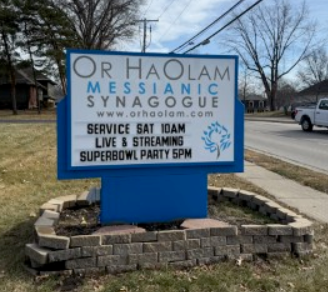 OR HAOLAM
MESSIANIC
SYNAGOGUE
www.orhaolam.com
SERVICE SAT 10AM
LIVE & STREAMING
SUPERBOWL PARTY 5PM